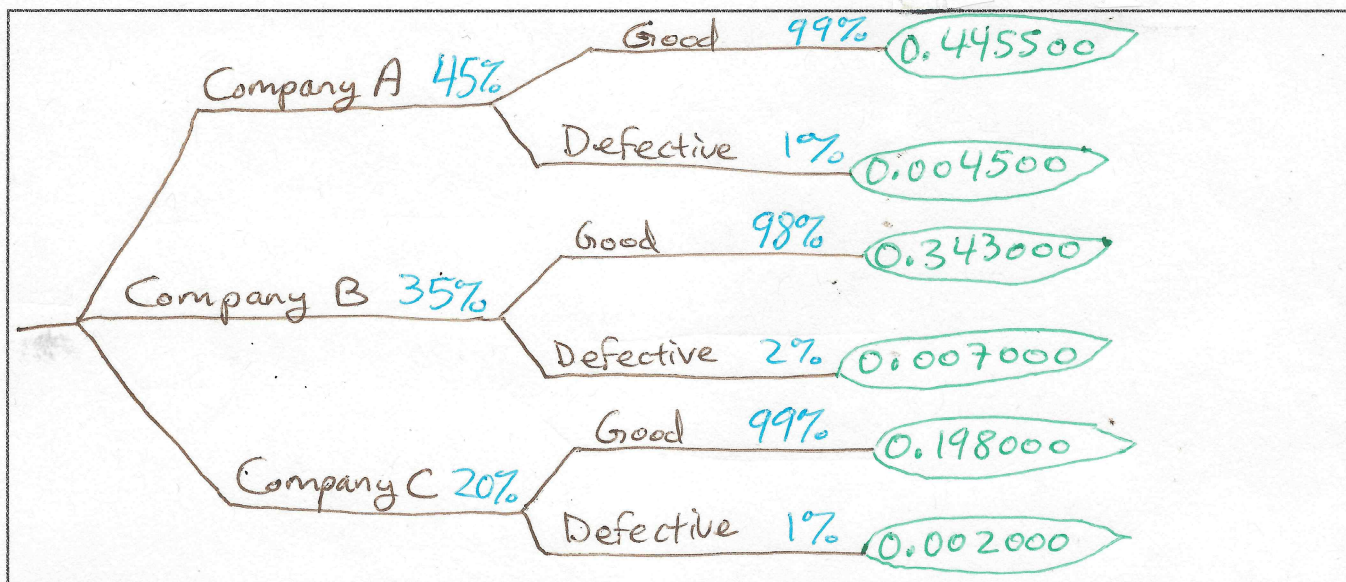 Good 99% 0.445500
Company A 45%
Defective 1% 0.004500
Good 98% 0.343000
Company B 35%
Defective 2% 0.007000
Good 99% 0.198000
Company C 20%
Defective 1% 0.002000